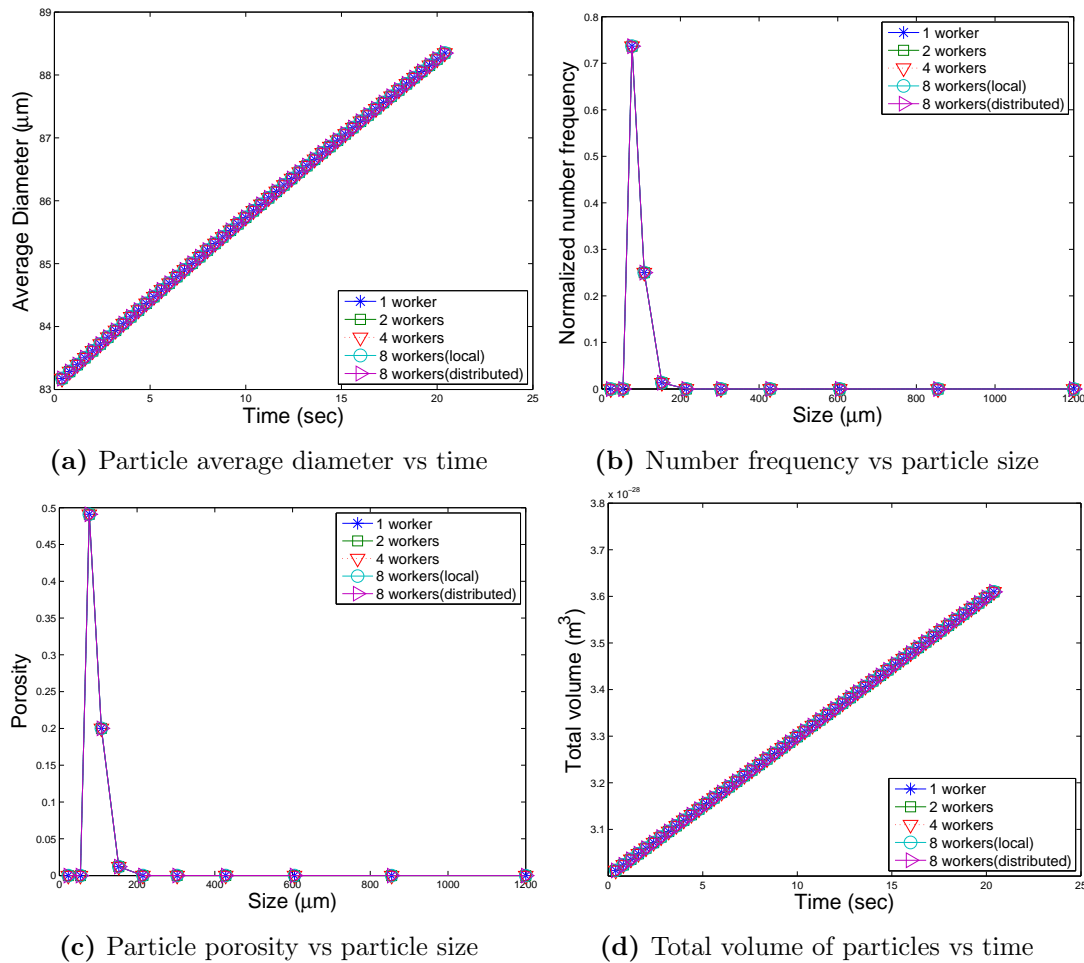 89
88
87
86
85
84
83
Average Diameter (μm)
0
5
10
15
20
25
Time (sec)
1 worker
2 workers
4 workers
8 workers(local)
8 workers(distributed)
(a) Particle average diameter vs time
0.8
0.7
0.6
0.5
0.4
0.3
0.2
0.1
0
Normalized number frequency
0
200
400
600
800
1000
1200
Size (μm)
1 worker
2 workers
4 workers
8 workers(local)
8 workers(distributed)
(b) Number frequency vs particle size
0.5
0.45
0.4
0.35
0.3
0.25
0.2
0.15
0.1
0.05
0
Porosity
0
200
400
600
800
1000
1200
Size (μm)
1 worker
2 workers
4 workers
8 workers(local)
8 workers(distributed)
(c) Particle porosity vs particle size
x 10⁻²⁸
3.8
3.7
3.6
3.5
3.4
3.3
3.2
3.1
Total volume (m³)
0
5
10
15
20
25
Time (sec)
1 worker
2 workers
4 workers
8 workers(local)
8 workers(distributed)
(d) Total volume of particles vs time